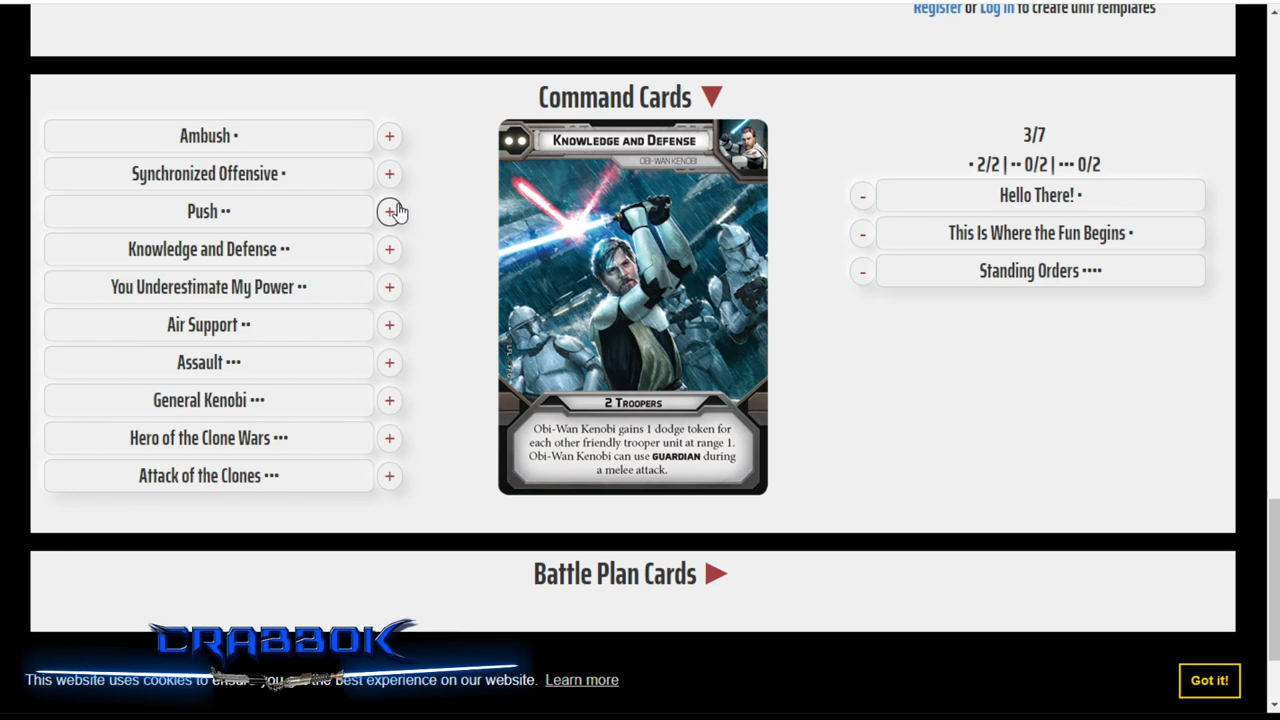 Register or Log in to create unit templates
Command Cards
Ambush •
Synchronized Offensive •
Push ••
Knowledge and Defense ••
You Underestimate My Power ••
Air Support ••
Assault •••
General Kenobi •••
Hero of the Clone Wars •••
Attack of the Clones •••
Knowledge and Defense
Obi-Wan Kenobi
2 Troopers
Obi-Wan Kenobi gains 1 dodge token for
each other friendly trooper unit at range 1.
Obi-Wan Kenobi can use GUARDIAN during
a melee attack.
3/7
• 2/2 | •• 0/2 | ••• 0/2
- Hello There! •
- This Is Where the Fun Begins •
- Standing Orders ••••
Battle Plan Cards
CRABBOK
This website uses cookies to ensure you get the best experience on our website. Learn more
Got it!